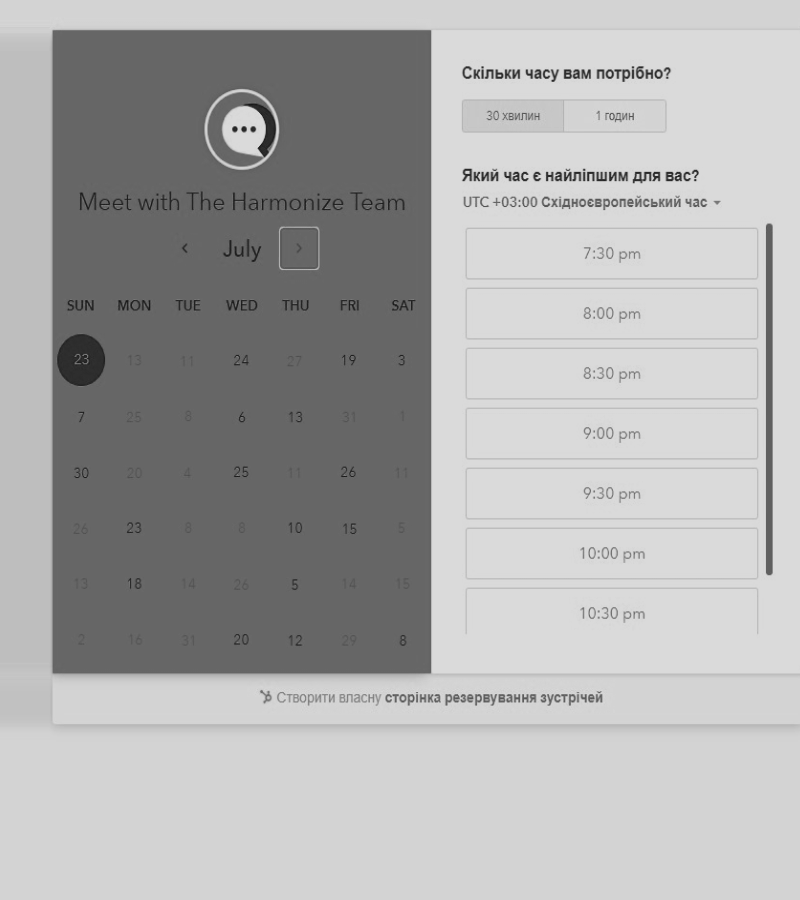 Meet with The Harmonize Team
July
SUN MON TUE WED THU FRI SAT
23 13 11 24 27 19 3
7 25 8 6 13 31 1
30 20 4 25 11 26 11
26 23 8 8 10 15 5
13 18 14 26 5 14 15
2 16 31 20 12 29 8
Скільки часу вам потрібно?
30 хвилин 1 годин
Який час є найліпшим для вас?
UTC +03:00 Східноєвропейський час
7:30 pm
8:00 pm
8:30 pm
9:00 pm
9:30 pm
10:00 pm
10:30 pm
Створити власну сторінка резервування зустрічей